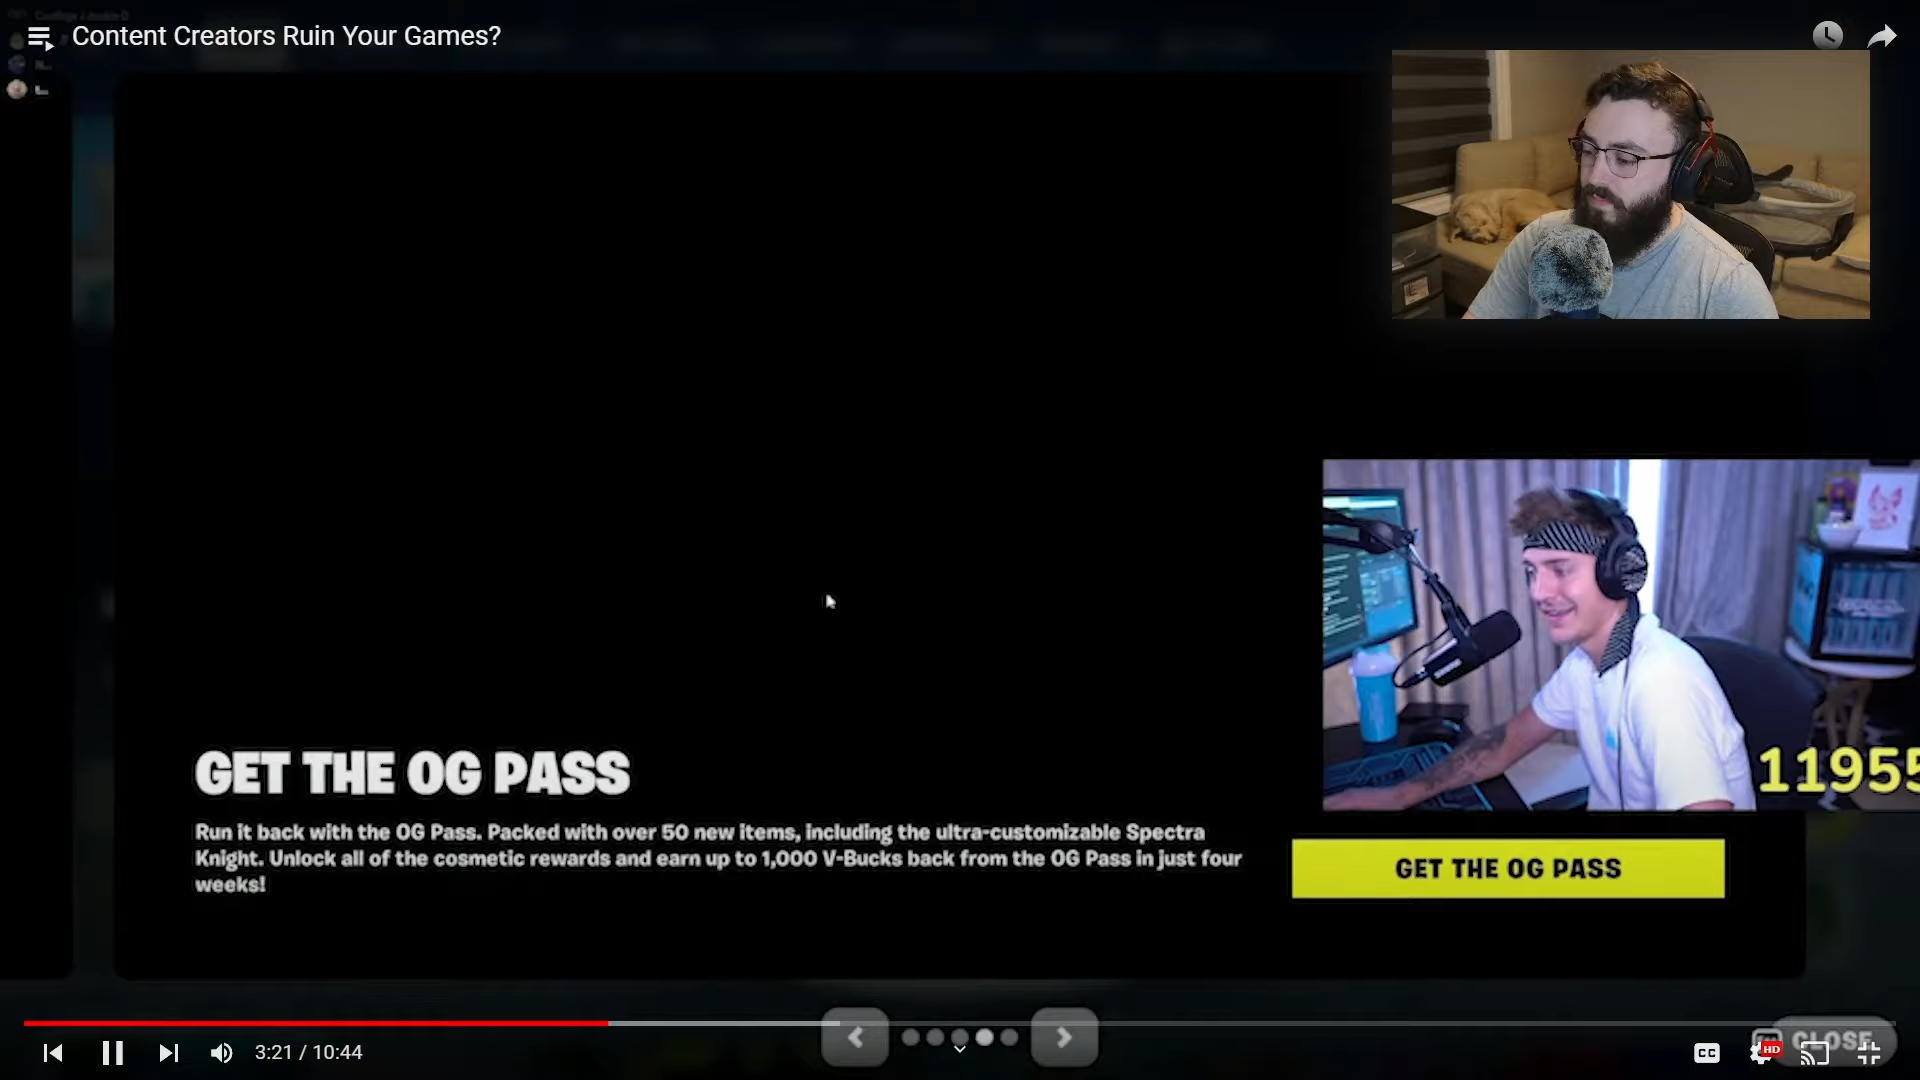 Content Creators Ruin Your Games?
GET THE OG PASS
Run it back with the OG Pass. Packed with over 50 new items, including the ultra-customizable Spectra
Knight. Unlock all of the cosmetic rewards and earn up to 1,000 V-Bucks back from the OG Pass in just four
weeks!
11955
GET THE OG PASS
3:21 / 10:44
CC
HD
CLOSE